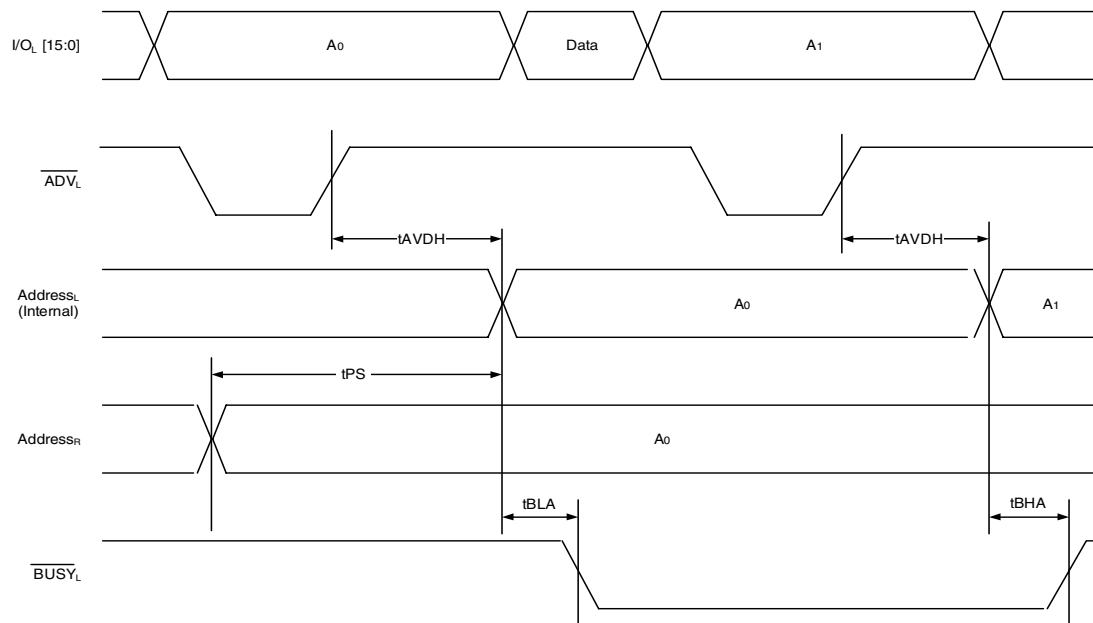 I/OL [15:0]
A0
Data
A1
ADVL
tAVDH
tAVDH
AddressL
(Internal)
A0
A1
tPS
AddressR
A0
tBLA
tBHA
BUSYL